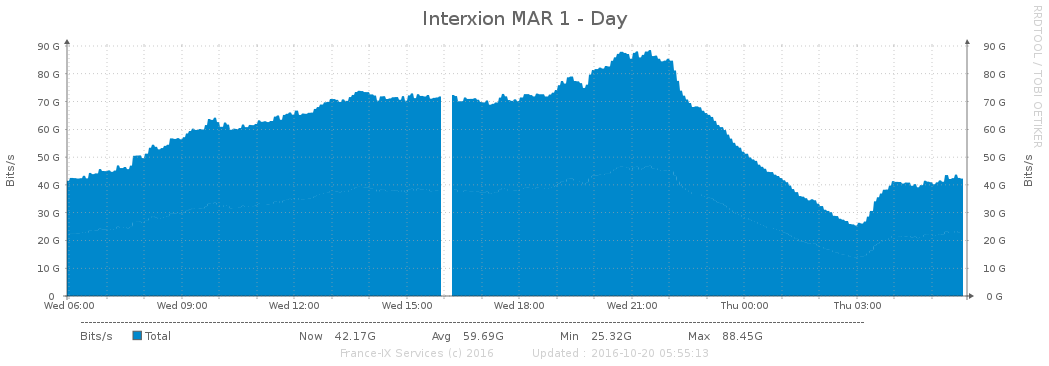 Interxion MAR 1 - Day
RRDTOOL / TOBI OETIKER
Bits/s
90 G 90 G
80 G 80 G
70 G 70 G
60 G 60 G
50 G 50 G
40 G 40 G
30 G 30 G
20 G 20 G
10 G 10 G
0 0 G
Bits/s
Wed 06:00 Wed 09:00 Wed 12:00 Wed 15:00 Wed 18:00 Wed 21:00 Thu 00:00 Thu 03:00
Bits/s Total Now 42.17G Avg 59.69G Min 25.32G Max 88.45G
France-IX Services (c) 2016 Updated : 2016-10-20 05:55:13